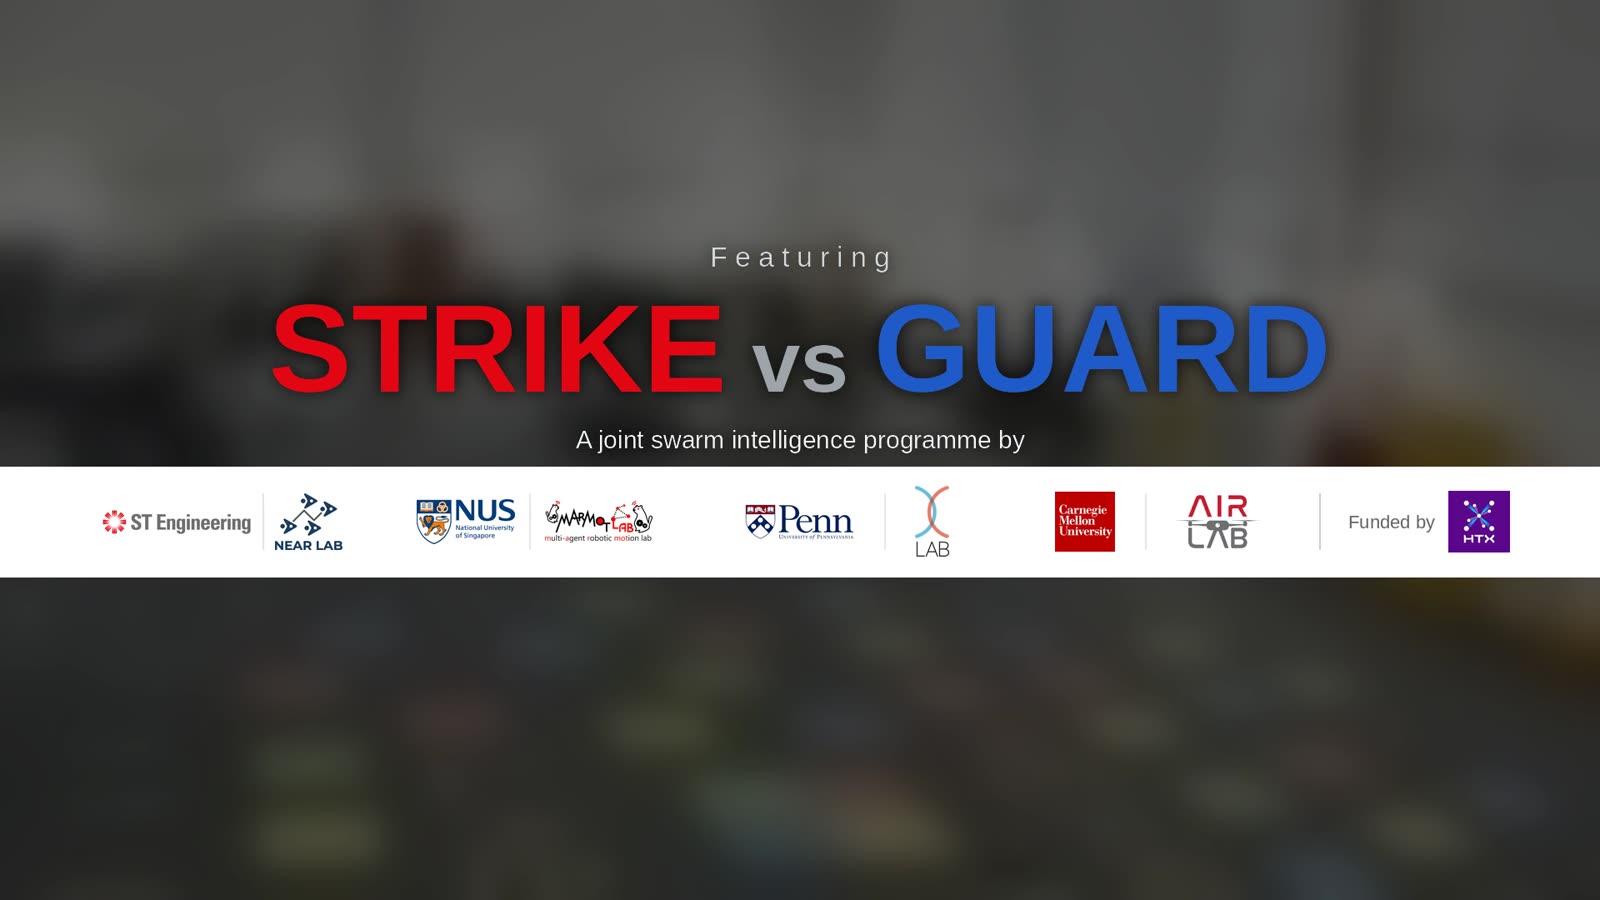 Featuring
STRIKE vs GUARD
A joint swarm intelligence programme by
ST Engineering
NEAR LAB
NUS
National University
of Singapore
MARMOT LAB
multi-agent robotic motion lab
Penn
UNIVERSITY OF PENNSYLVANIA
LAB
Carnegie
Mellon
University
AIR
LAB
Funded by
HTX